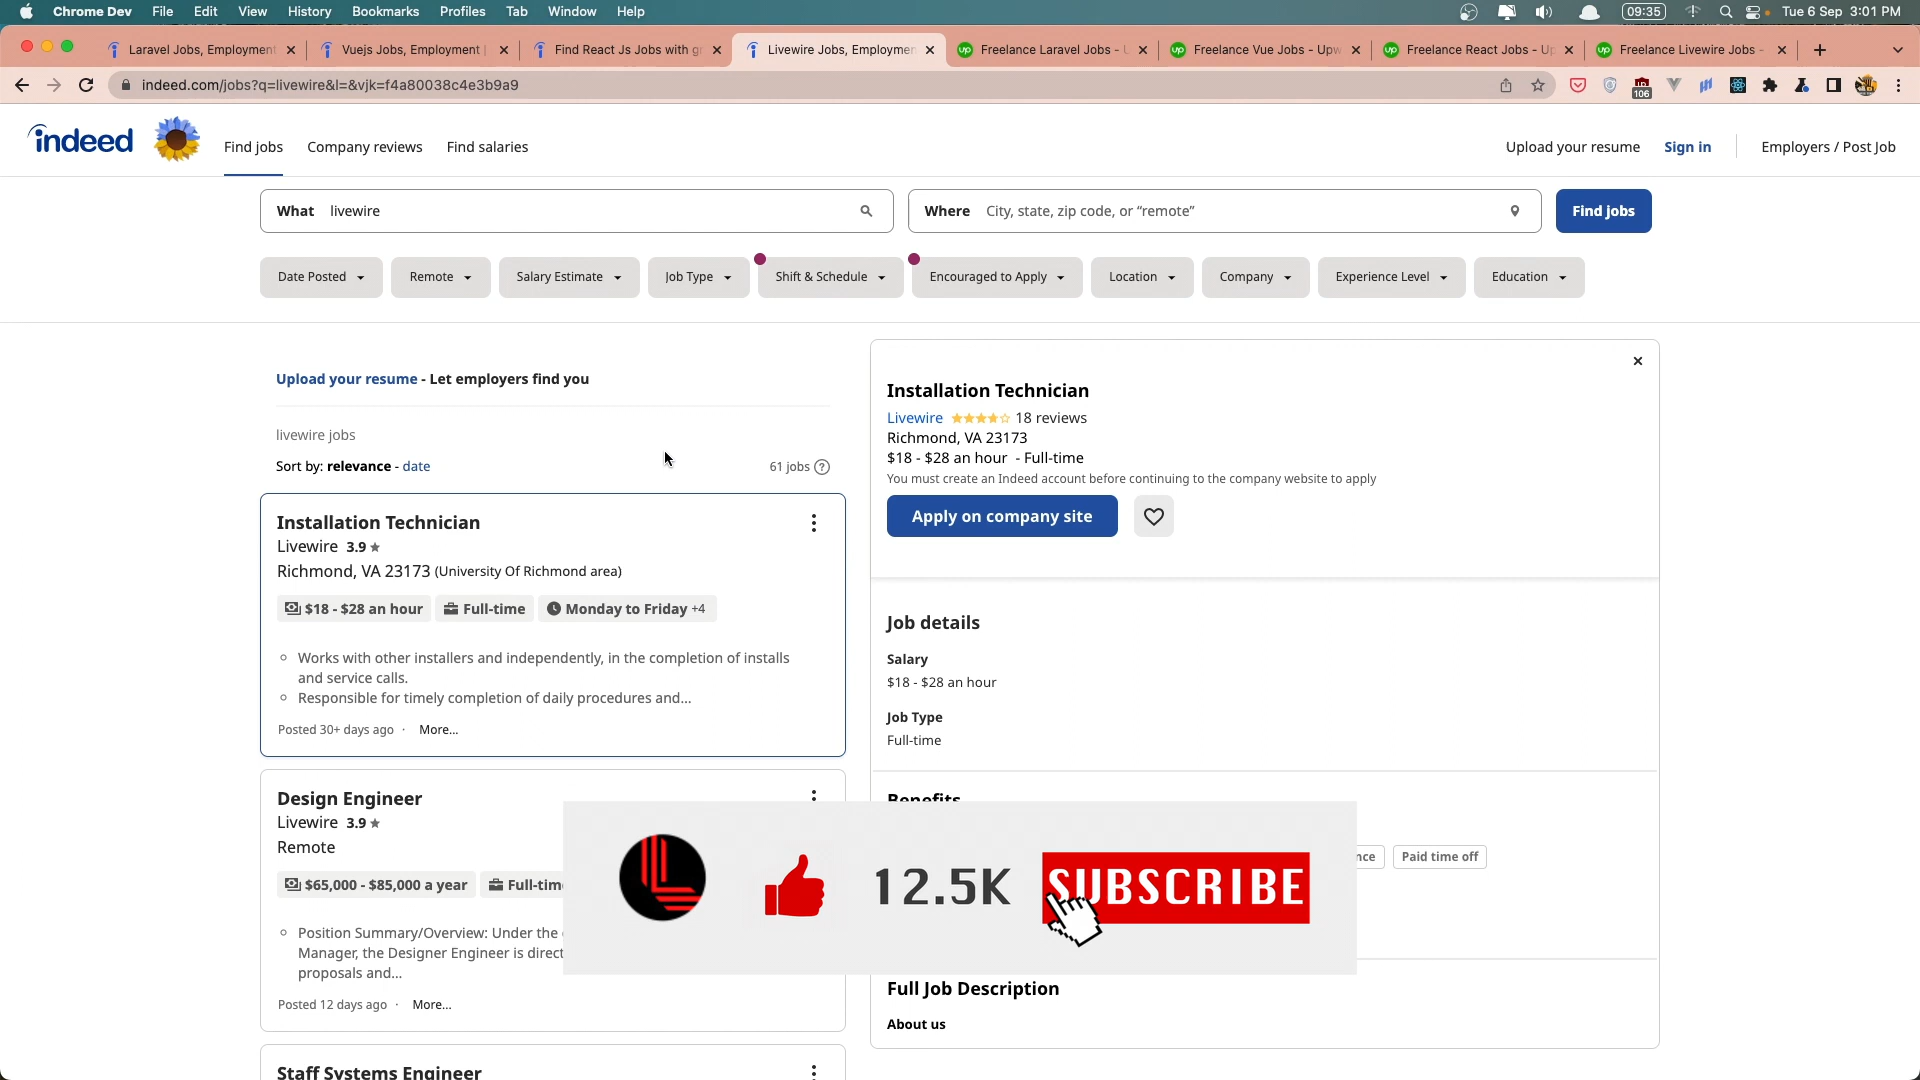 Chrome Dev File Edit View History Bookmarks Profiles Tab Window Help 09:35 Tue 6 Sep 3:01 PM
Laravel Jobs, Employment Vuejs Jobs, Employment | Find React Js Jobs with gr Livewire Jobs, Employmen Freelance Laravel Jobs - U Freelance Vue Jobs - Upw Freelance React Jobs - Up Freelance Livewire Jobs -
indeed.com/jobs?q=livewire&l=&vjk=f4a80038c4e3b9a9 106
indeed Find jobs Company reviews Find salaries Upload your resume Sign in Employers / Post Job
What livewire Where City, state, zip code, or “remote” Find jobs
Date Posted Remote Salary Estimate Job Type Shift & Schedule Encouraged to Apply Location Company Experience Level Education
Upload your resume - Let employers find you
livewire jobs
Sort by: relevance - date 61 jobs ?
Installation Technician
Livewire 3.9
Richmond, VA 23173 (University Of Richmond area)
$18 - $28 an hour Full-time Monday to Friday +4
Works with other installers and independently, in the completion of installs
and service calls.
Responsible for timely completion of daily procedures and...
Posted 30+ days ago · More...
Design Engineer
Livewire 3.9
Remote
$65,000 - $85,000 a year Full-tim
Position Summary/Overview: Under the
Manager, the Designer Engineer is direct
proposals and...
Posted 12 days ago · More...
Staff Systems Engineer
Installation Technician
Livewire 18 reviews
Richmond, VA 23173
$18 - $28 an hour - Full-time
You must create an Indeed account before continuing to the company website to apply
Apply on company site
Job details
Salary
$18 - $28 an hour
Job Type
Full-time
Benefits
nce Paid time off
12.5K SUBSCRIBE
Full Job Description
About us